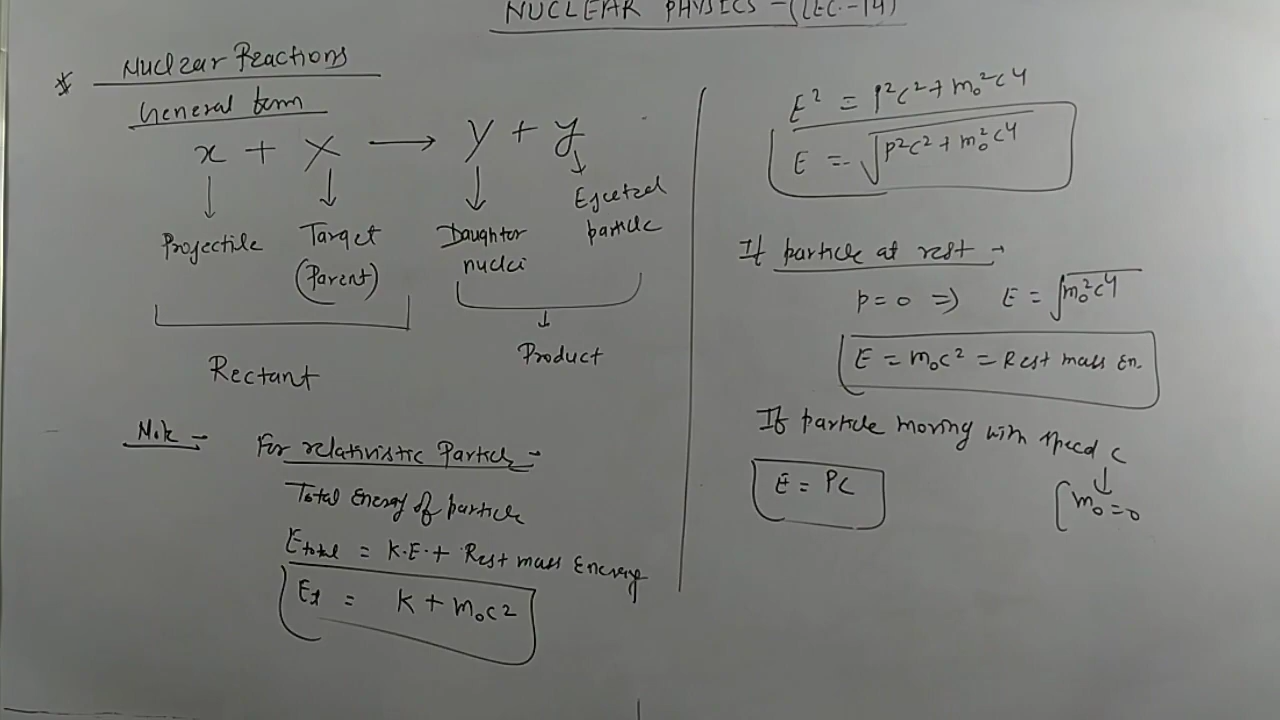 NUCLEAR PHYSICS - (LEC.-14)
* Nuclear Reactions
General term
x + X → Y + y
Projectile
Target
(Parent)
Daughtor
nuclei
Ejected
particle
Rectant
Product
Note -
For relativistic Particle -
Total Energy of particle
Etotal = K.E. + Rest mass Energy
Et = K + m₀c²
E² = P²c² + m₀²c⁴
E = √P²c² + m₀²c⁴
If particle at rest -
p = 0 ⇒ E = √m₀²c⁴
E = m₀c² = Rest mass En.
If particle moving with speed c
E = PC
(m₀ = 0